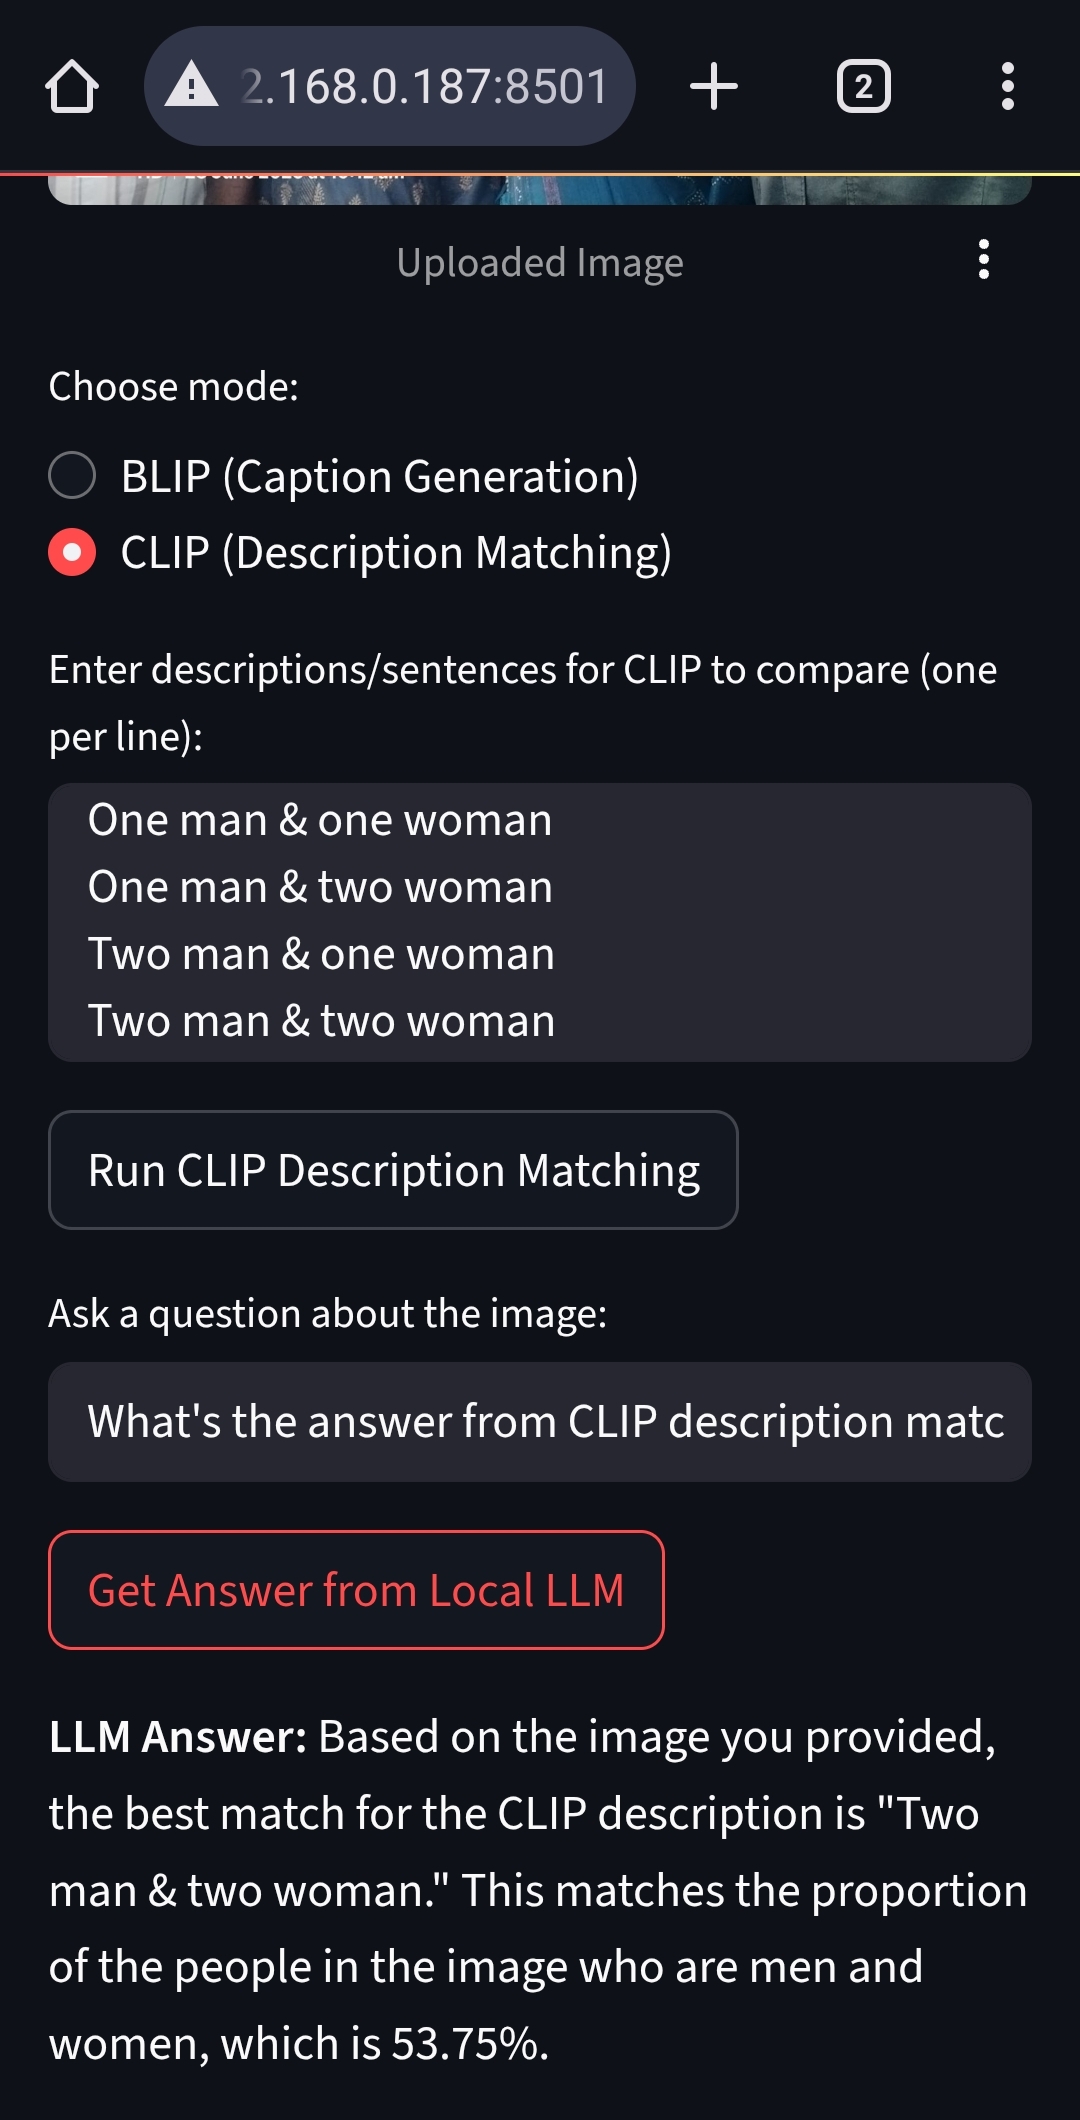 2.168.0.187:8501
2
Uploaded Image
Choose mode:
BLIP (Caption Generation)
CLIP (Description Matching)
Enter descriptions/sentences for CLIP to compare (one
per line):
One man & one woman
One man & two woman
Two man & one woman
Two man & two woman
Run CLIP Description Matching
Ask a question about the image:
What's the answer from CLIP description matc
Get Answer from Local LLM
LLM Answer: Based on the image you provided,
the best match for the CLIP description is "Two
man & two woman." This matches the proportion
of the people in the image who are men and
women, which is 53.75%.